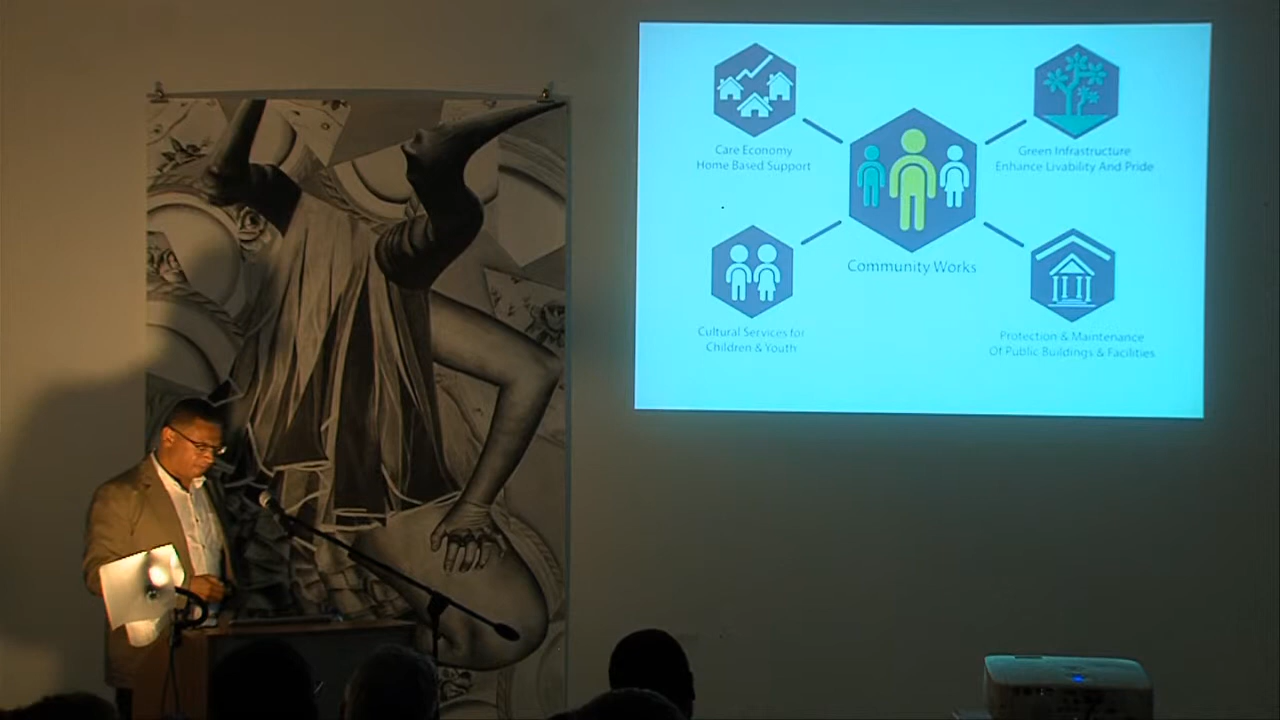 Care Economy
Home Based Support
Green Infrastructure
Enhance Livability And Pride
Community Works
Cultural Services for
Children & Youth
Protection & Maintenance
Of Public Buildings & Facilities